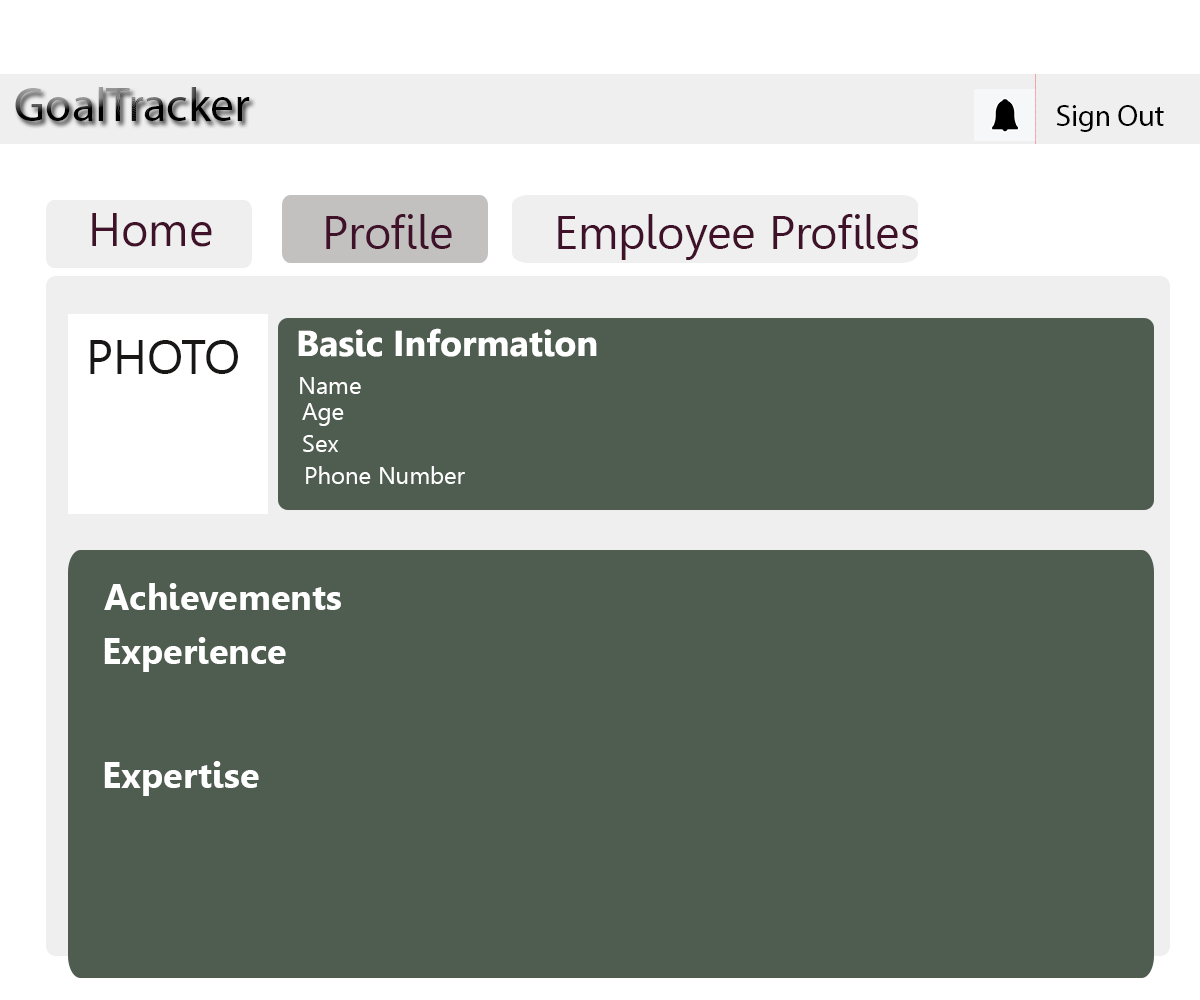 GoalTracker
Sign Out
Home
Profile
Employee Profiles
PHOTO
Basic Information
Name
Age
Sex
Phone Number
Achievements
Experience
Expertise